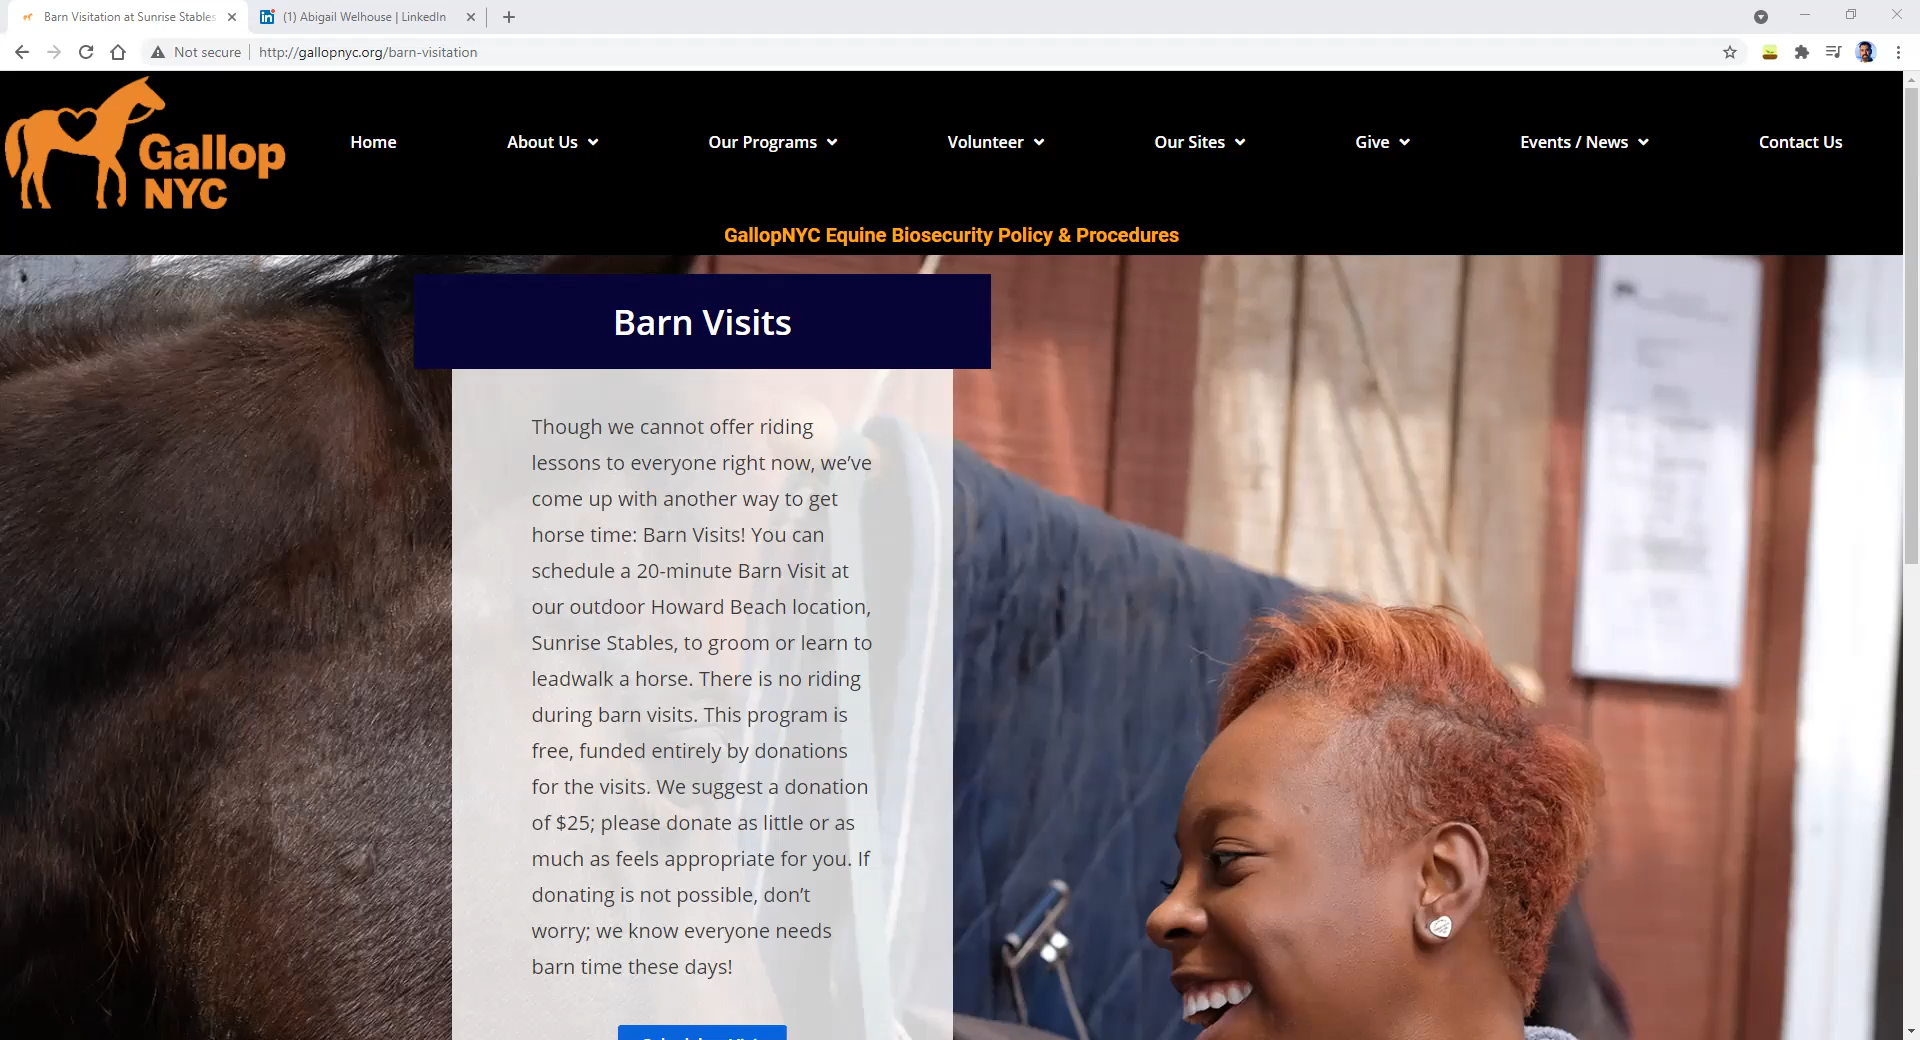 Barn Visitation at Sunrise Stables
(1) Abigail Welhouse | LinkedIn
Not secure
http://gallopnyc.org/barn-visitation
Gallop
NYC
Home
About Us
Our Programs
Volunteer
Our Sites
Give
Events / News
Contact Us
GallopNYC Equine Biosecurity Policy & Procedures
Barn Visits
Though we cannot offer riding
lessons to everyone right now, we’ve
come up with another way to get
horse time: Barn Visits! You can
schedule a 20-minute Barn Visit at
our outdoor Howard Beach location,
Sunrise Stables, to groom or learn to
leadwalk a horse. There is no riding
during barn visits. This program is
free, funded entirely by donations
for the visits. We suggest a donation
of $25; please donate as little or as
much as feels appropriate for you. If
donating is not possible, don’t
worry; we know everyone needs
barn time these days!